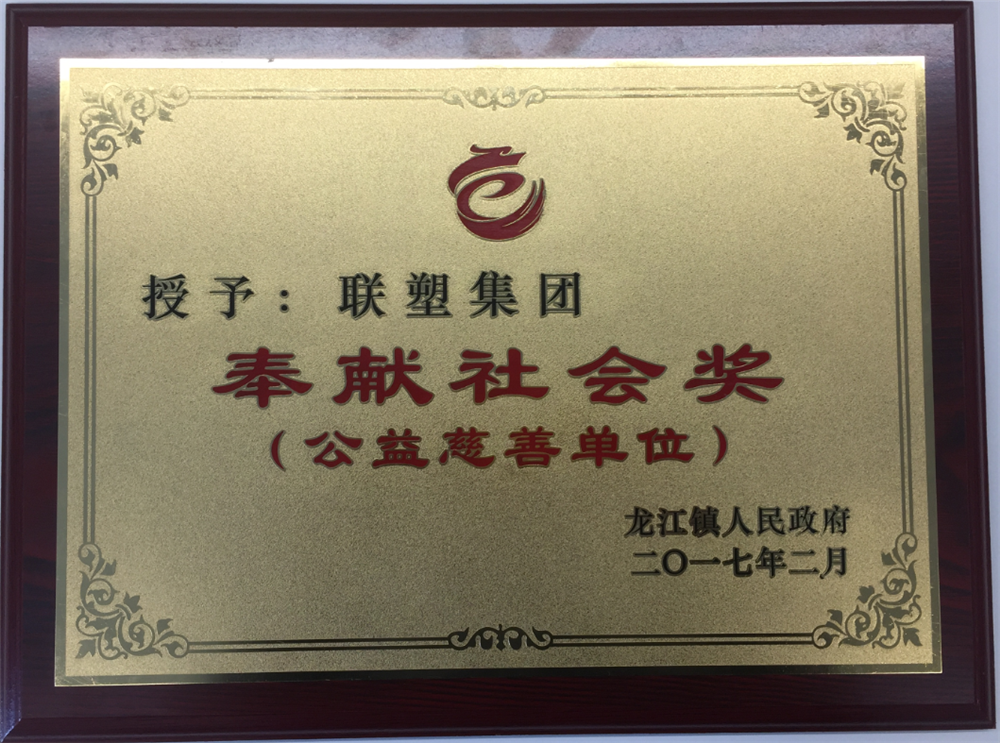 授予：联塑集团
奉献社会奖
（公益慈善单位）
龙江镇人民政府
二〇一七年二月